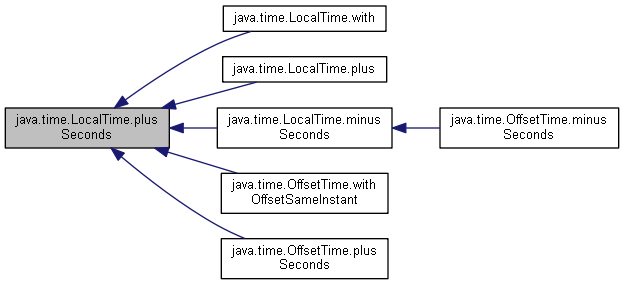 java.time.LocalTime.with
java.time.LocalTime.plus
java.time.LocalTime.plus
Seconds
java.time.LocalTime.minus
Seconds
java.time.OffsetTime.minus
Seconds
java.time.OffsetTime.with
OffsetSameInstant
java.time.OffsetTime.plus
Seconds